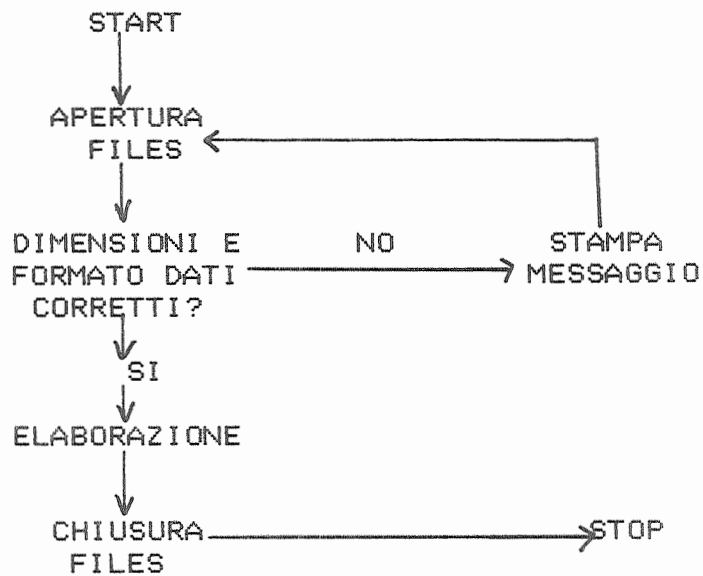 START
APERTURA
FILES
DIMENSIONI E
FORMATO DATI
CORRETTI?
NO
STAMPA
MESSAGGIO
SI
ELABORAZIONE
CHIUSURA
FILES
STOP